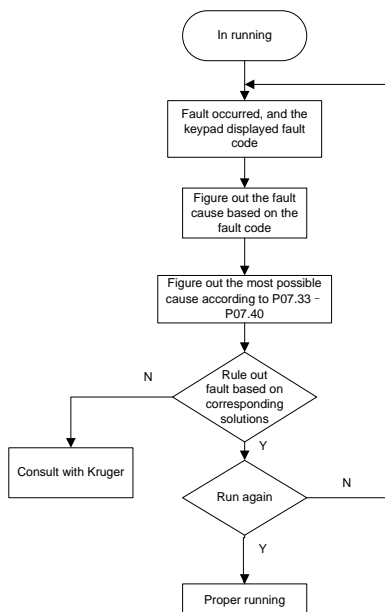 In running
Fault occurred, and the
keypad displayed fault
code
Figure out the fault
cause based on the
fault code
Figure out the most possible
cause according to P07.33–
P07.40
Rule out
fault based on
corresponding
solutions
N
Y
Consult with Kruger
Run again
N
Y
Proper running